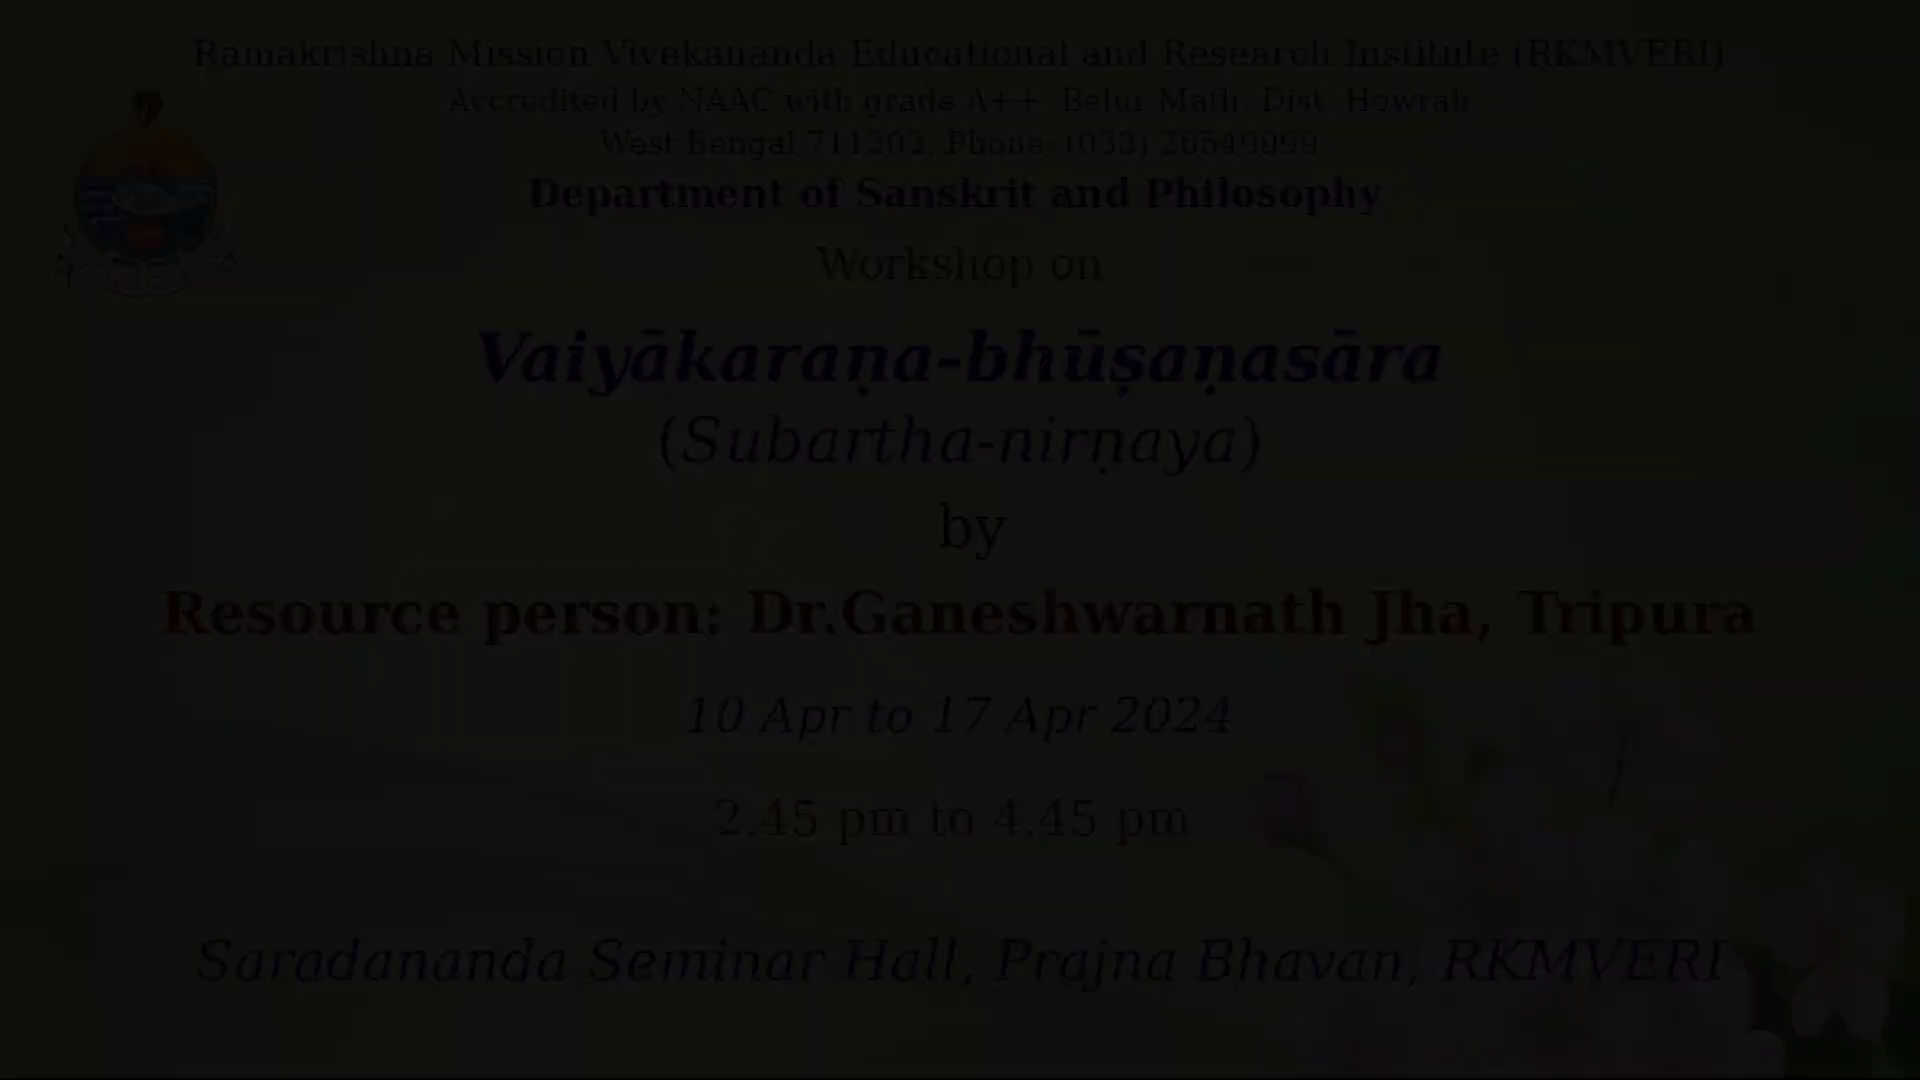 Ramakrishna Mission Vivekananda Educational and Research Institute (RKMVERI)
Accredited by NAAC with grade A++, Belur Math, Dist. Howrah
West Bengal 711202, Phone: (033) 26549999
Department of Sanskrit and Philosophy
Workshop on
Vaiyākaraṇa-bhūṣaṇasāra
(Subartha-nirṇaya)
by
Resource person: Dr.Ganeshwarnath Jha, Tripura
10 Apr to 17 Apr 2024
2.45 pm to 4.45 pm
Saradananda Seminar Hall, Prajna Bhavan, RKMVERI